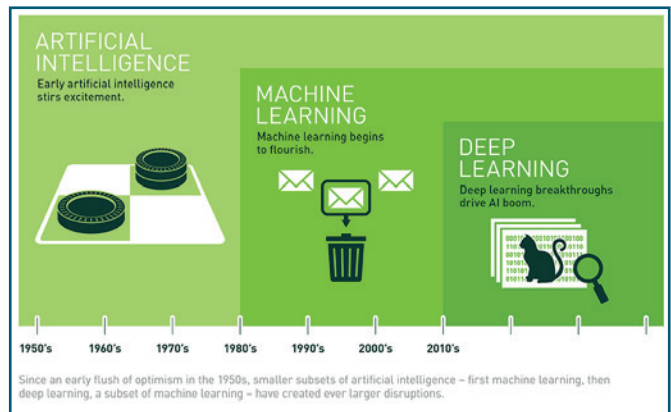 ARTIFICIAL
INTELLIGENCE
Early artificial intelligence
stirs excitement.
MACHINE
LEARNING
Machine learning begins
to flourish.
DEEP
LEARNING
Deep learning breakthroughs
drive AI boom.
1950's 1960's 1970's 1980's 1990's 2000's 2010's
Since an early flush of optimism in the 1950s, smaller subsets of artificial intelligence – first machine learning, then
deep learning, a subset of machine learning – have created ever larger disruptions.